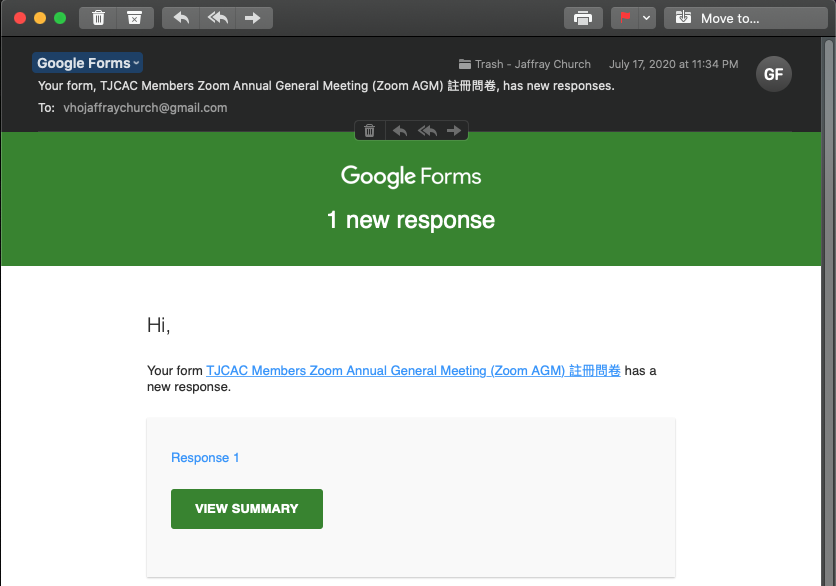 Move to...
Google Forms
Trash - Jaffray Church
July 17, 2020 at 11:34 PM
GF
Your form, TJCAC Members Zoom Annual General Meeting (Zoom AGM) 註冊問卷, has new responses.
To: vhojaffraychurch@gmail.com
Google Forms
1 new response
Hi,
Your form TJCAC Members Zoom Annual General Meeting (Zoom AGM) 註冊問卷 has a
new response.
Response 1
VIEW SUMMARY